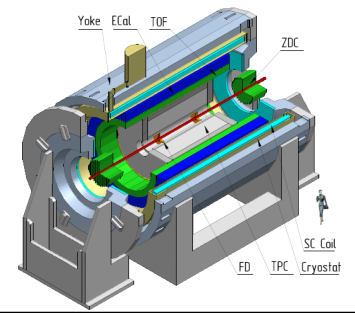 Yoke ECal TOF
ZDC
SC Coil
FD TPC Cryostat